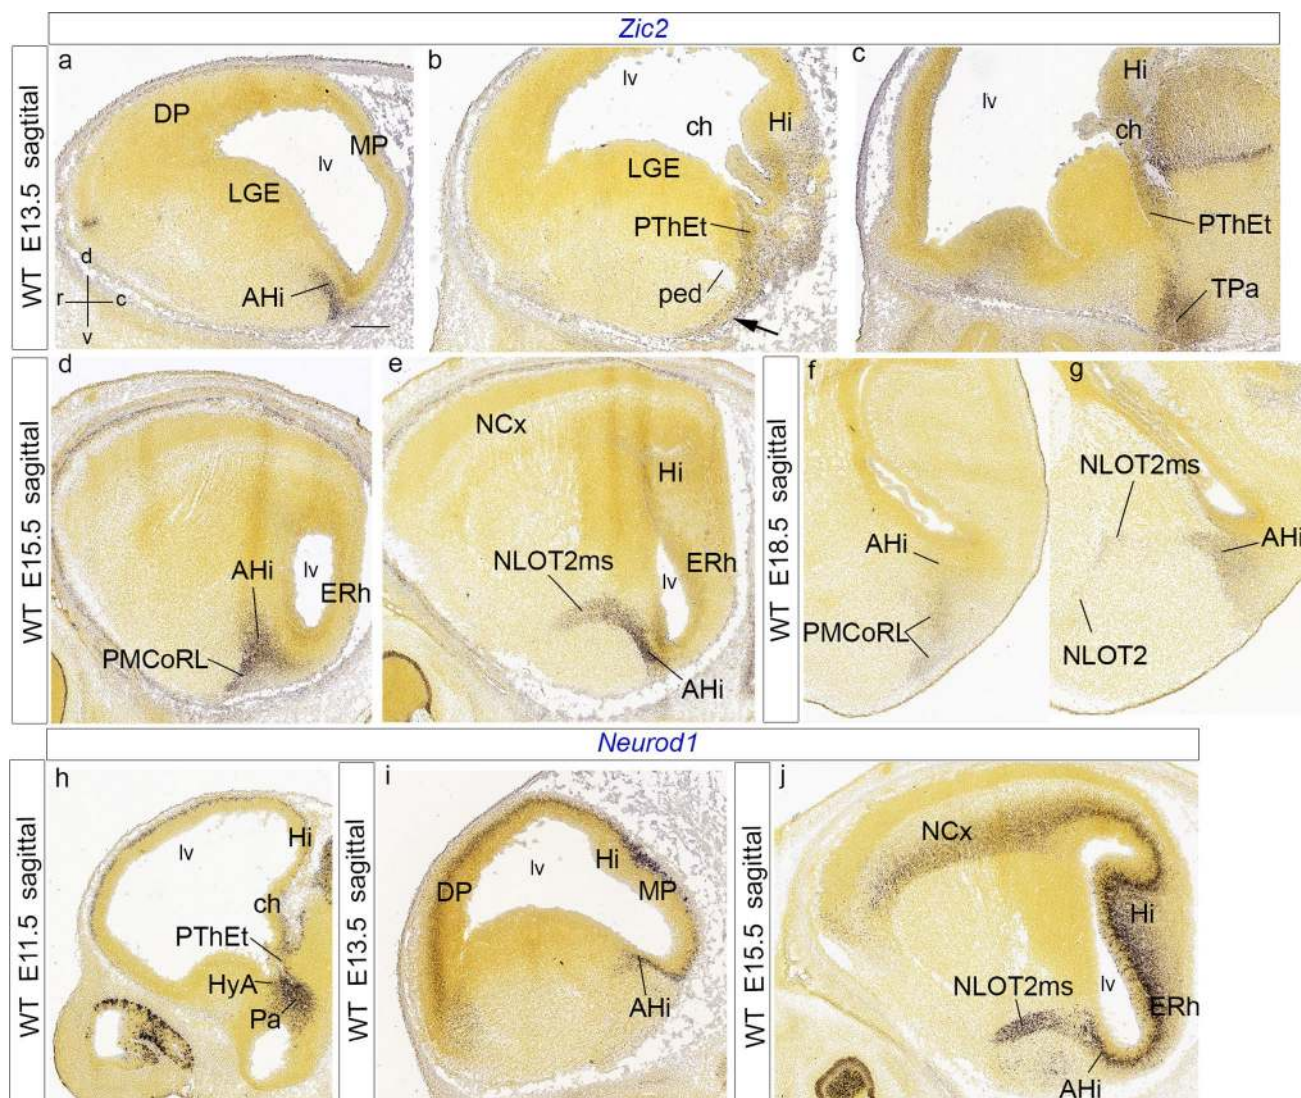 Zic2
WT E13.5 sagittal
a
DP
MP
lv
LGE
AHi
d
r
c
v
b
lv
ch
Hi
LGE
PThEt
ped
c
Hi
lv
ch
PThEt
TPa
WT E15.5 sagittal
d
AHi
lv
ERh
PMCoRL
e
NCx
Hi
NLOT2ms
ERh
lv
AHi
WT E18.5 sagittal
f
AHi
PMCoRL
g
NLOT2ms
AHi
NLOT2
Neurod1
WT E11.5 sagittal
h
Hi
lv
ch
PThEt
HyA
Pa
WT E13.5 sagittal
i
lv
Hi
DP
MP
AHi
WT E15.5 sagittal
j
NCx
Hi
NLOT2ms
lv
ERh
AHi